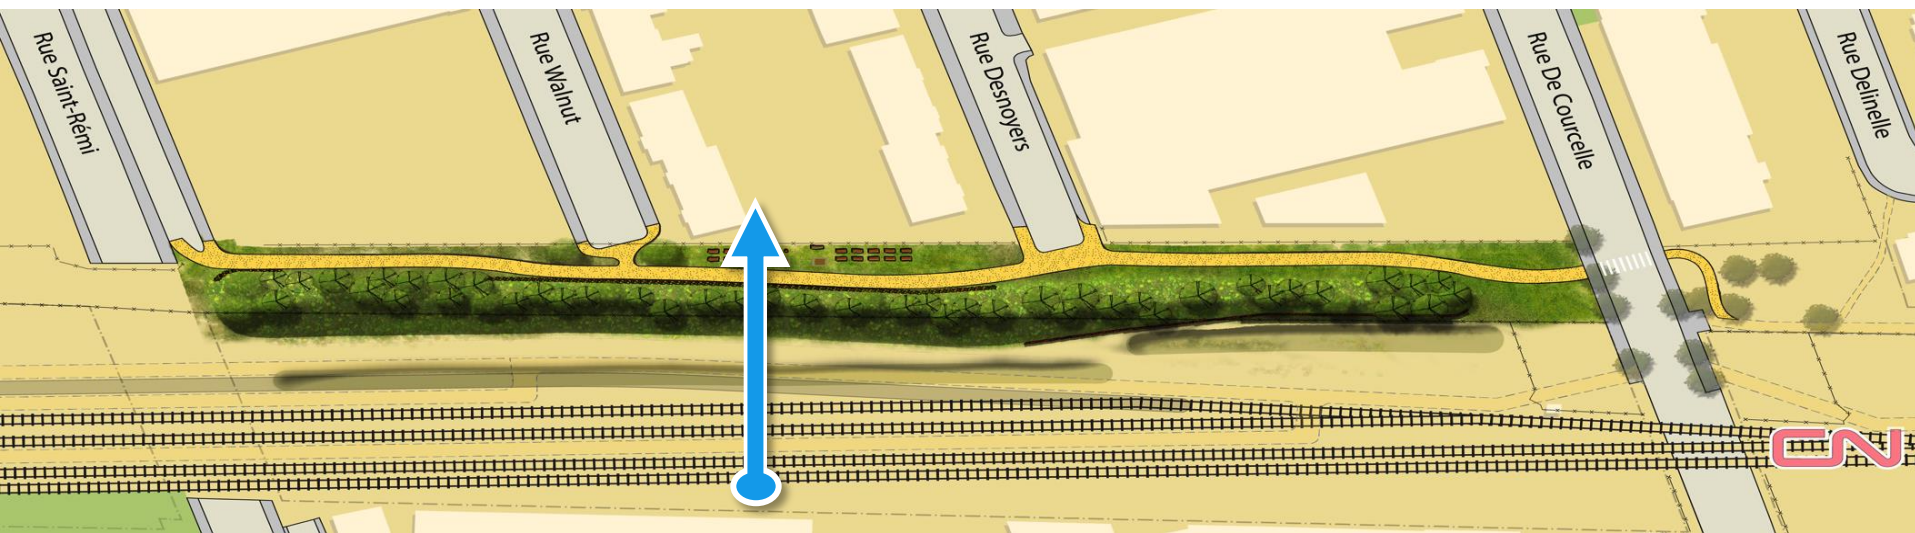 Rue Saint-Rémi
Rue Walnut
Rue Desnoyers
Rue De Courcelle
Rue Delinelle
CN